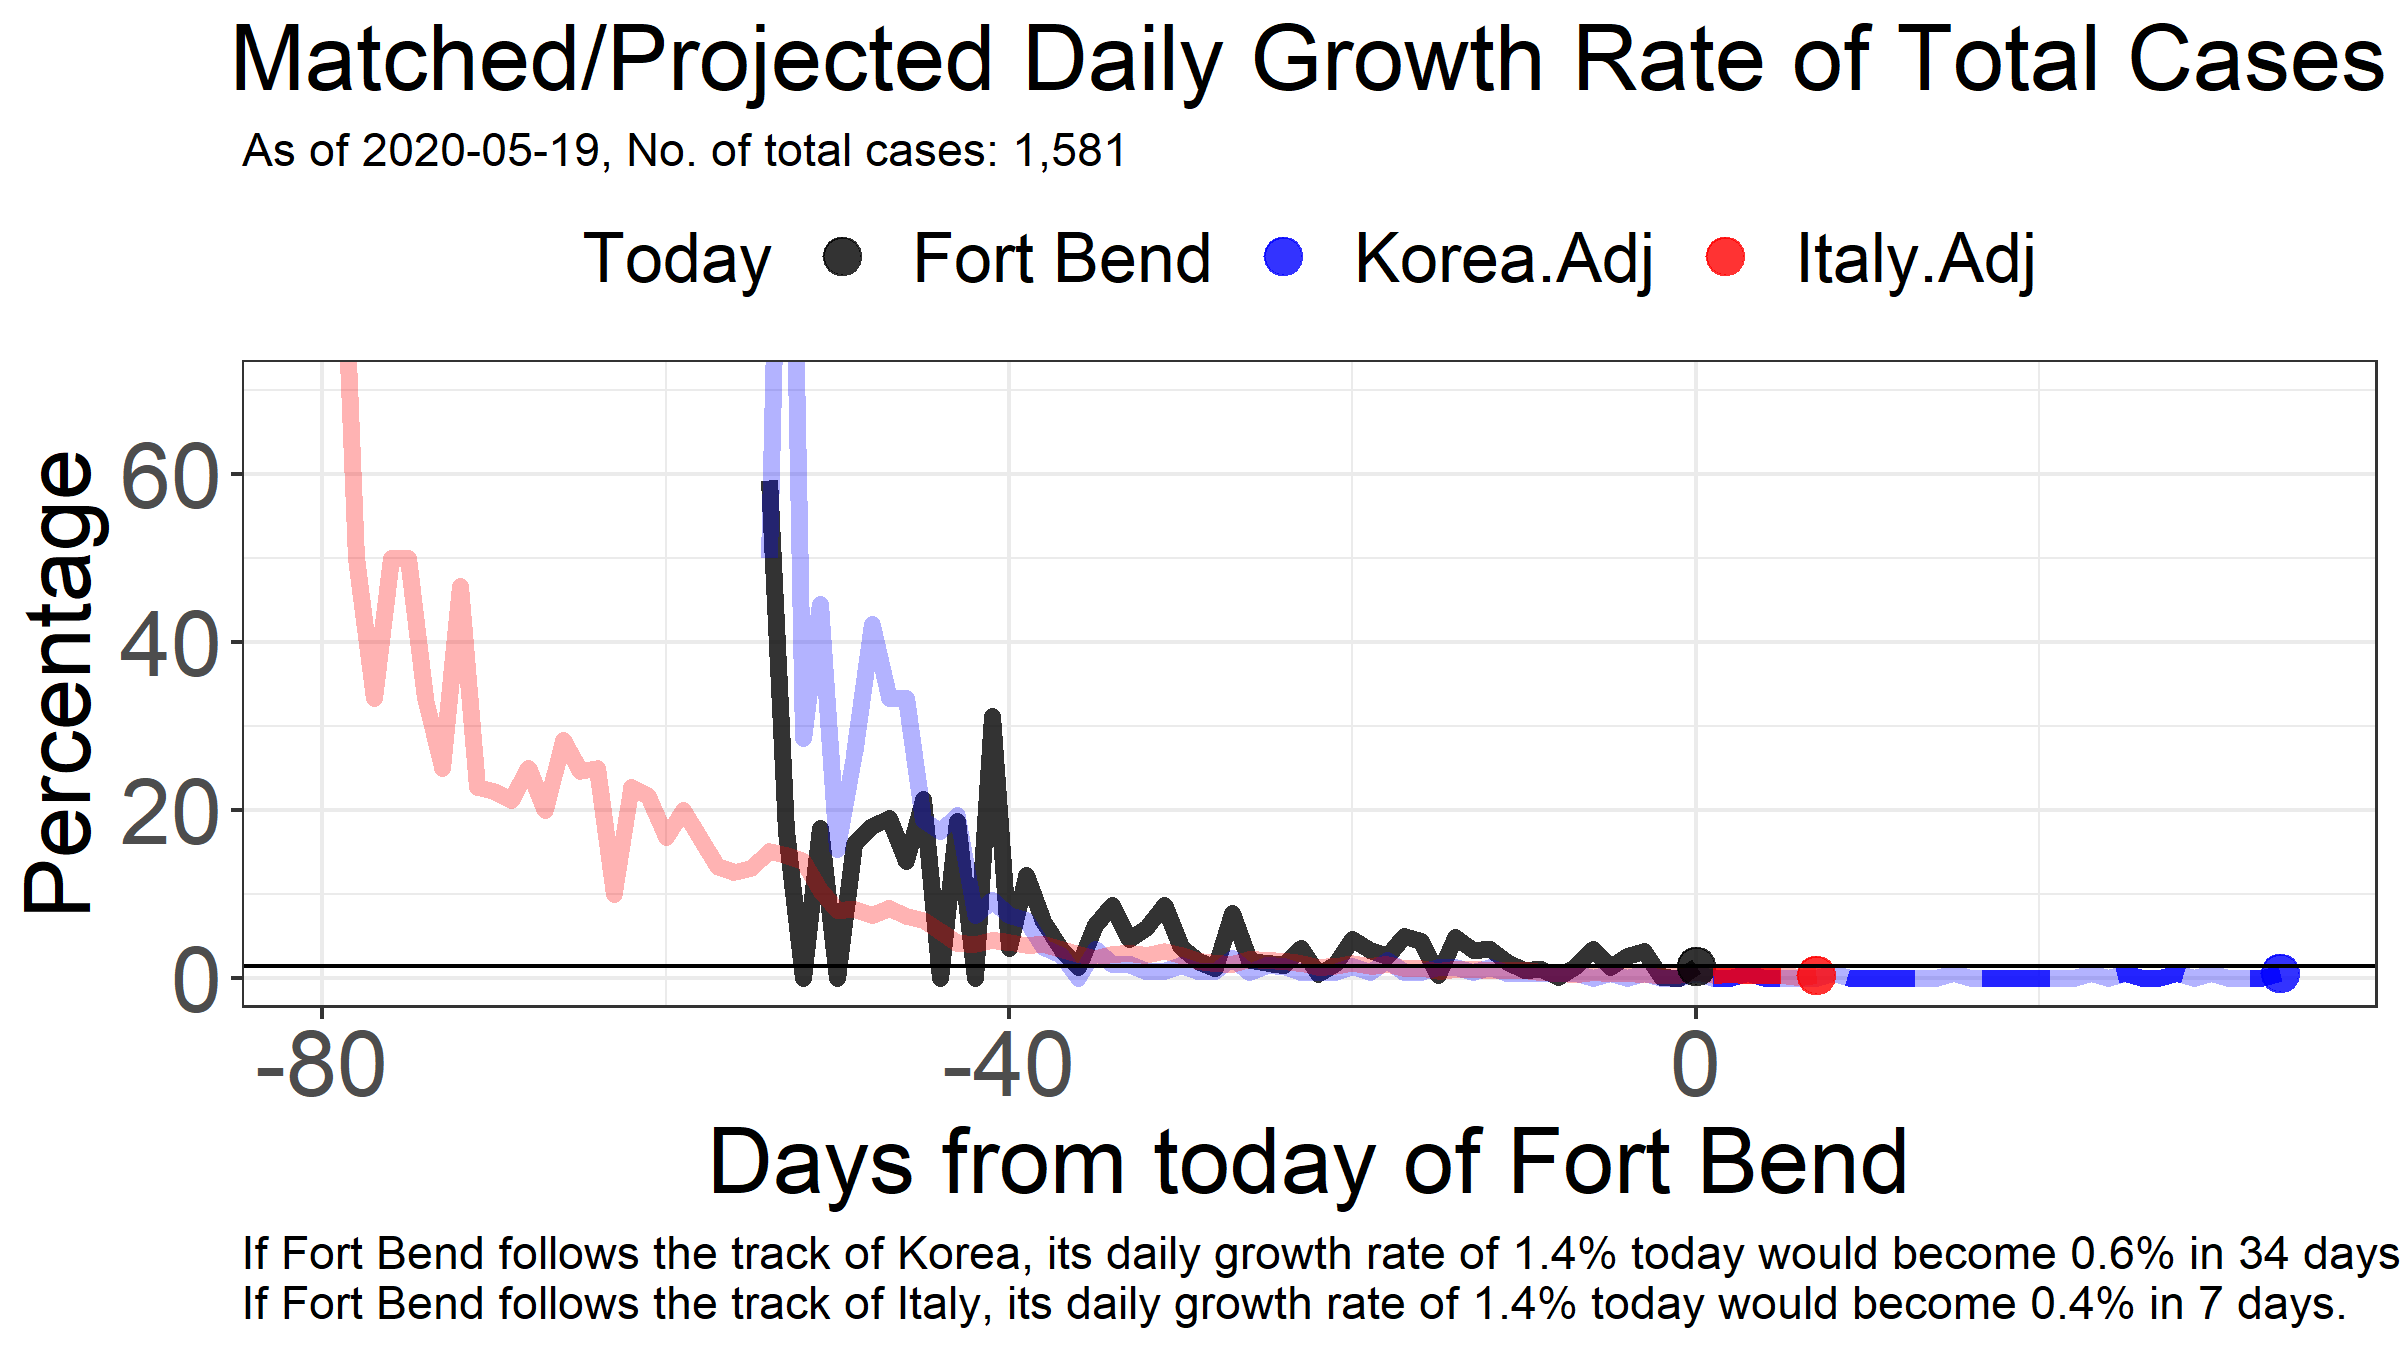 Matched/Projected Daily Growth Rate of Total Cases
As of 2020-05-19, No. of total cases: 1,581
Today Fort Bend Korea.Adj Italy.Adj
Percentage
60
40
20
0
-80 -40 0
Days from today of Fort Bend
If Fort Bend follows the track of Korea, its daily growth rate of 1.4% today would become 0.6% in 34 days
If Fort Bend follows the track of Italy, its daily growth rate of 1.4% today would become 0.4% in 7 days.